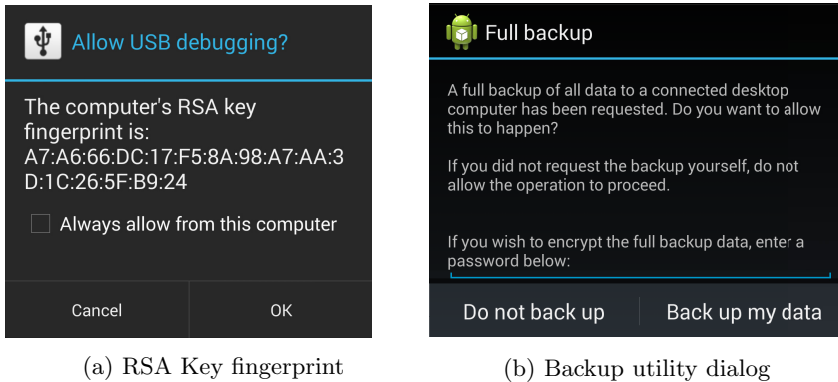 Allow USB debugging?
The computer's RSA key
fingerprint is:
A7:A6:66:DC:17:F5:8A:98:A7:AA:3
D:1C:26:5F:B9:24
Always allow from this computer
Cancel
OK
(a) RSA Key fingerprint
Full backup
A full backup of all data to a connected desktop
computer has been requested. Do you want to allow
this to happen?
If you did not request the backup yourself, do not
allow the operation to proceed.
If you wish to encrypt the full backup data, enter a
password below:
Do not back up
Back up my data
(b) Backup utility dialog